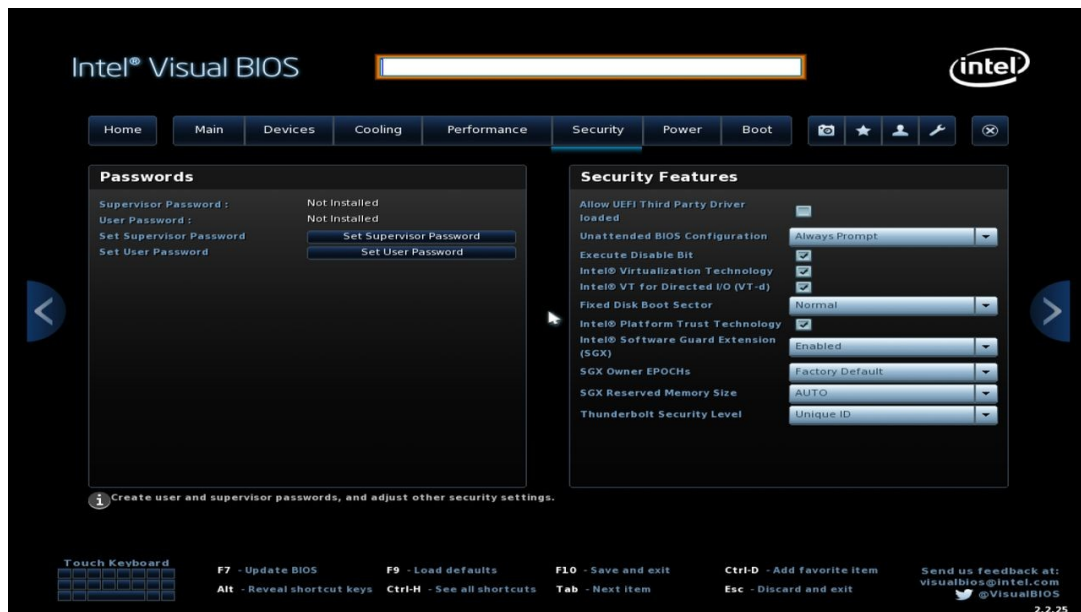 Intel® Visual BIOS
intel
Home Main Devices Cooling Performance Security Power Boot
Passwords
Supervisor Password : Not Installed
User Password : Not Installed
Set Supervisor Password Set Supervisor Password
Set User Password Set User Password
Security Features
Allow UEFI Third Party Driver
loaded
Unattended BIOS Configuration Always Prompt
Execute Disable Bit
Intel® Virtualization Technology
Intel® VT for Directed I/O (VT-d)
Fixed Disk Boot Sector Normal
Intel® Platform Trust Technology
Intel® Software Guard Extension
(SGX) Enabled
SGX Owner EPOCHs Factory Default
SGX Reserved Memory Size AUTO
Thunderbolt Security Level Unique ID
Create user and supervisor passwords, and adjust other security settings.
Touch Keyboard
F7 - Update BIOS F9 - Load defaults F10 - Save and exit Ctrl-D - Add favorite item
Alt - Reveal shortcut keys Ctrl-H - See all shortcuts Tab - Next item Esc - Discard and exit
Send us feedback at:
visualbios@intel.com
@VisualBIOS
2.2.25